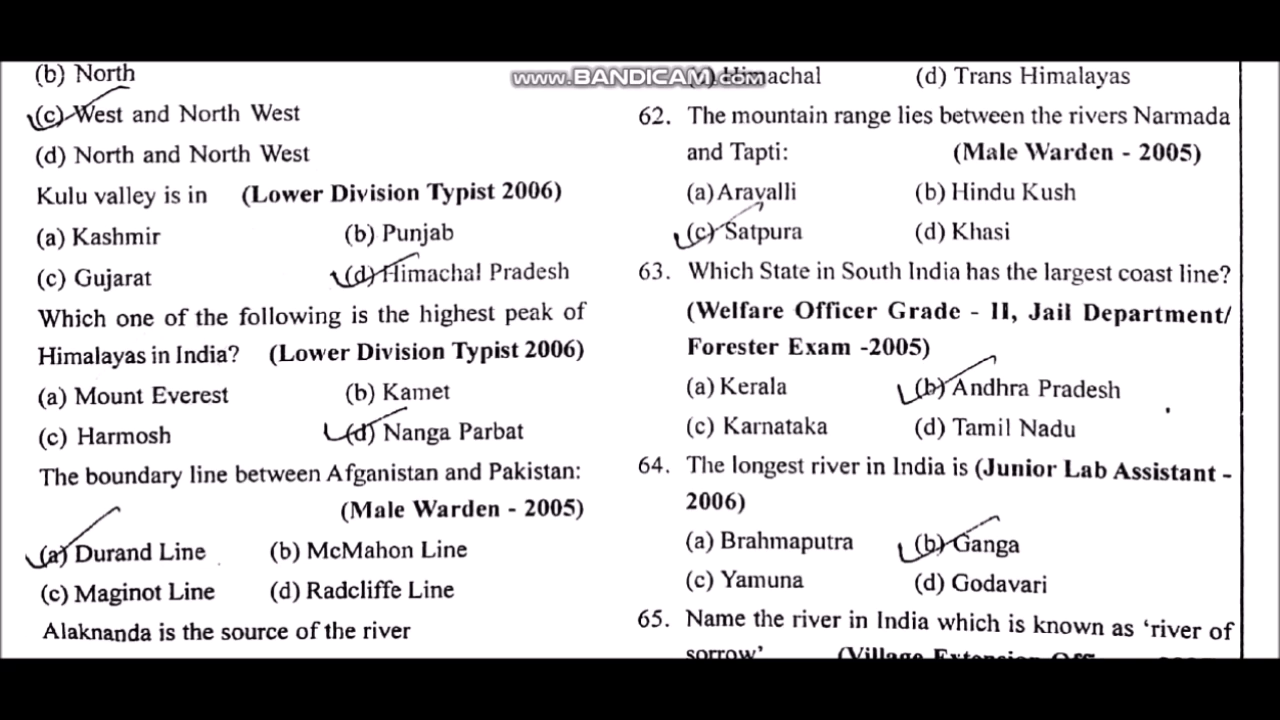 www.BANDICAM.com
(b) North
(c) West and North West
(d) North and North West
Kulu valley is in (Lower Division Typist 2006)
(a) Kashmir (b) Punjab
(c) Gujarat (d) Himachal Pradesh
Which one of the following is the highest peak of
Himalayas in India? (Lower Division Typist 2006)
(a) Mount Everest (b) Kamet
(c) Harmosh (d) Nanga Parbat
The boundary line between Afganistan and Pakistan:
(Male Warden - 2005)
(a) Durand Line (b) McMahon Line
(c) Maginot Line (d) Radcliffe Line
Alaknanda is the source of the river
Himachal (d) Trans Himalayas
62. The mountain range lies between the rivers Narmada
and Tapti: (Male Warden - 2005)
(a) Aravalli (b) Hindu Kush
(c) Satpura (d) Khasi
63. Which State in South India has the largest coast line?
(Welfare Officer Grade - II, Jail Department/
Forester Exam -2005)
(a) Kerala (b) Andhra Pradesh
(c) Karnataka (d) Tamil Nadu
64. The longest river in India is (Junior Lab Assistant -
2006)
(a) Brahmaputra (b) Ganga
(c) Yamuna (d) Godavari
65. Name the river in India which is known as 'river of
sorrow' (Village Extension